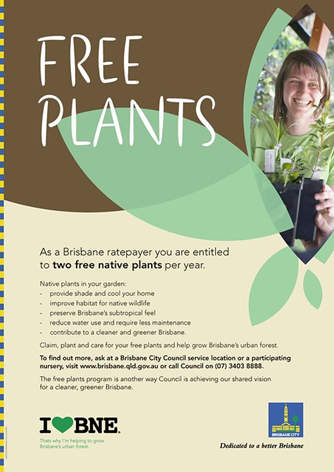 FREE
PLANTS
As a Brisbane ratepayer you are entitled
to two free native plants per year.
Native plants in your garden:
- provide shade and cool your home
- improve habitat for native wildlife
- preserve Brisbane's subtropical feel
- reduce water use and require less maintenance
- contribute to a cleaner and greener Brisbane.
Claim, plant and care for your free plants and help grow Brisbane's urban forest.
To find out more, ask at a Brisbane City Council service location or a participating
nursery, visit www.brisbane.qld.gov.au or call Council on (07) 3403 8888.
The free plants program is another way Council is achieving our shared vision
for a cleaner, greener Brisbane.
I BNE
Thats why I'm helping to grow
Brisbane's urban forest.
BRISBANE CITY
Dedicated to a better Brisbane